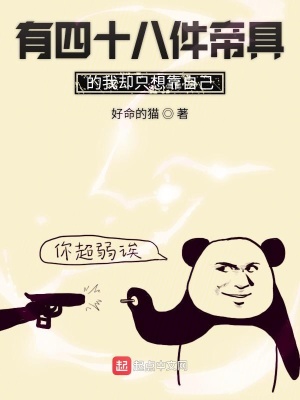 有四十八件帝具
的我却只想靠自己
好命的猫 ◎ 著
你超弱诶
起
起点中文网